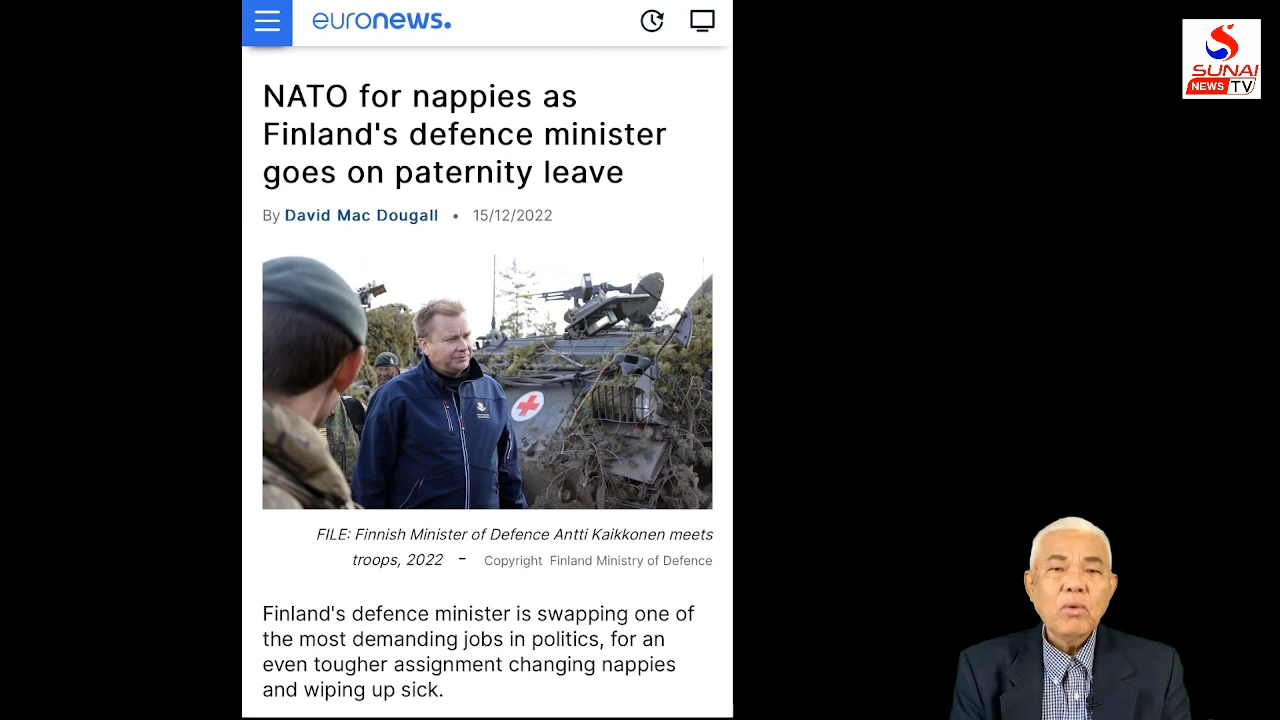 euronews.
SUNAI
NEWS TV
NATO for nappies as
Finland's defence minister
goes on paternity leave
By David Mac Dougall • 15/12/2022
FILE: Finnish Minister of Defence Antti Kaikkonen meets
troops, 2022 - Copyright Finland Ministry of Defence
Finland's defence minister is swapping one of
the most demanding jobs in politics, for an
even tougher assignment changing nappies
and wiping up sick.